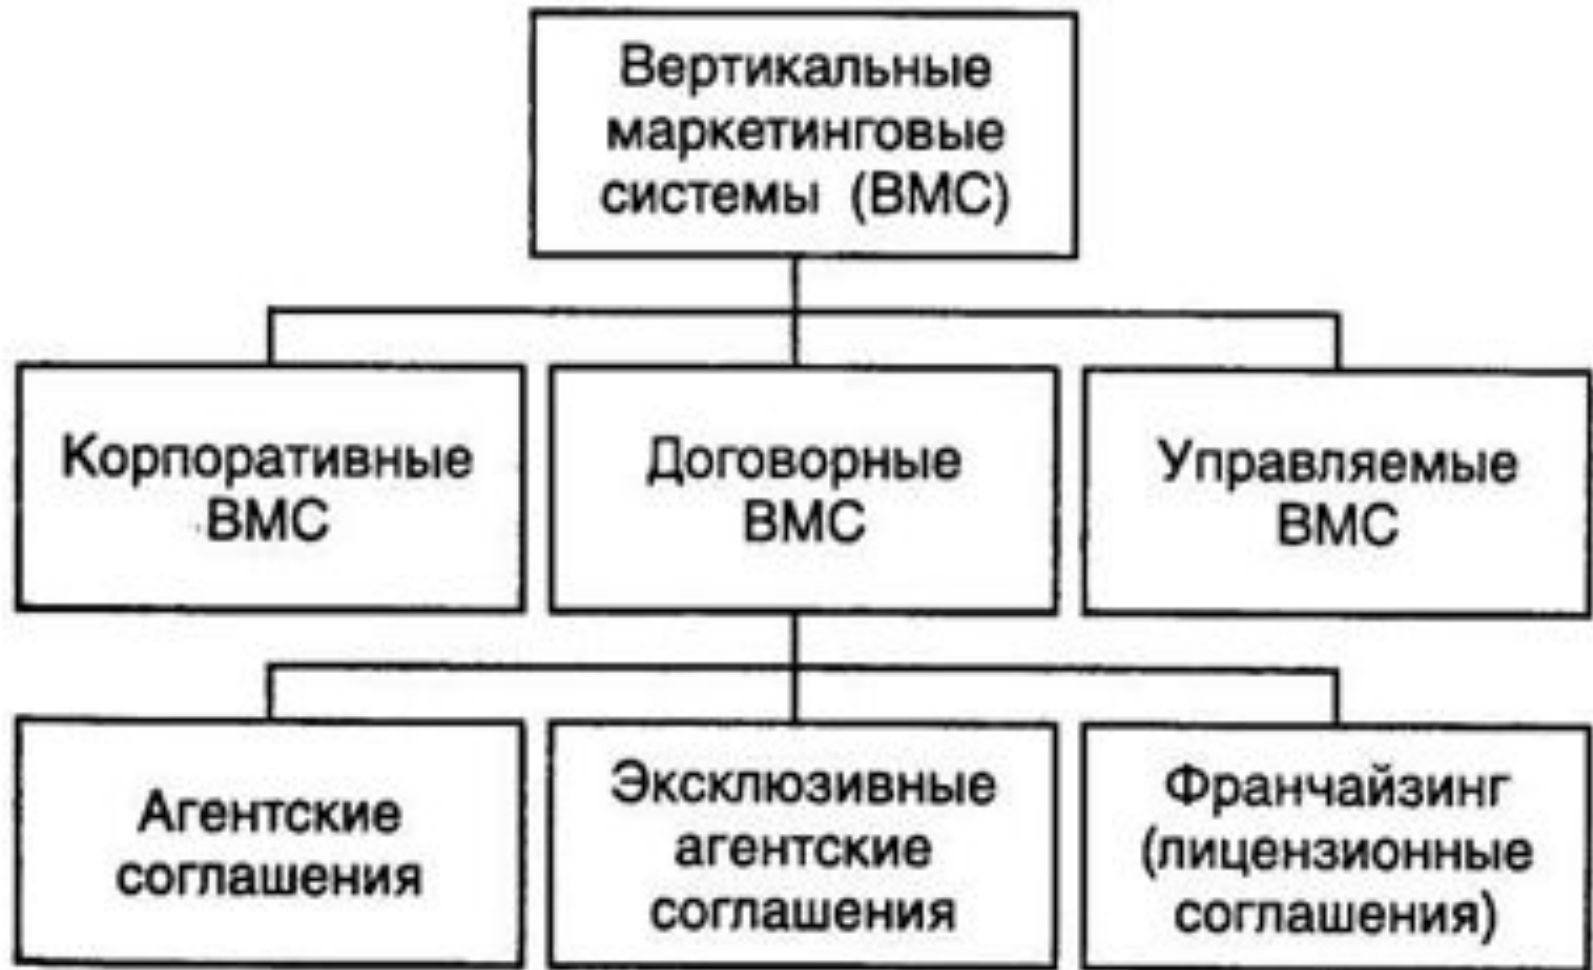 Вертикальные
маркетинговые
системы (ВМС)
Корпоративные
ВМС
Договорные
ВМС
Управляемые
ВМС
Агентские
соглашения
Эксклюзивные
агентские
соглашения
Франчайзинг
(лицензионные
соглашения)